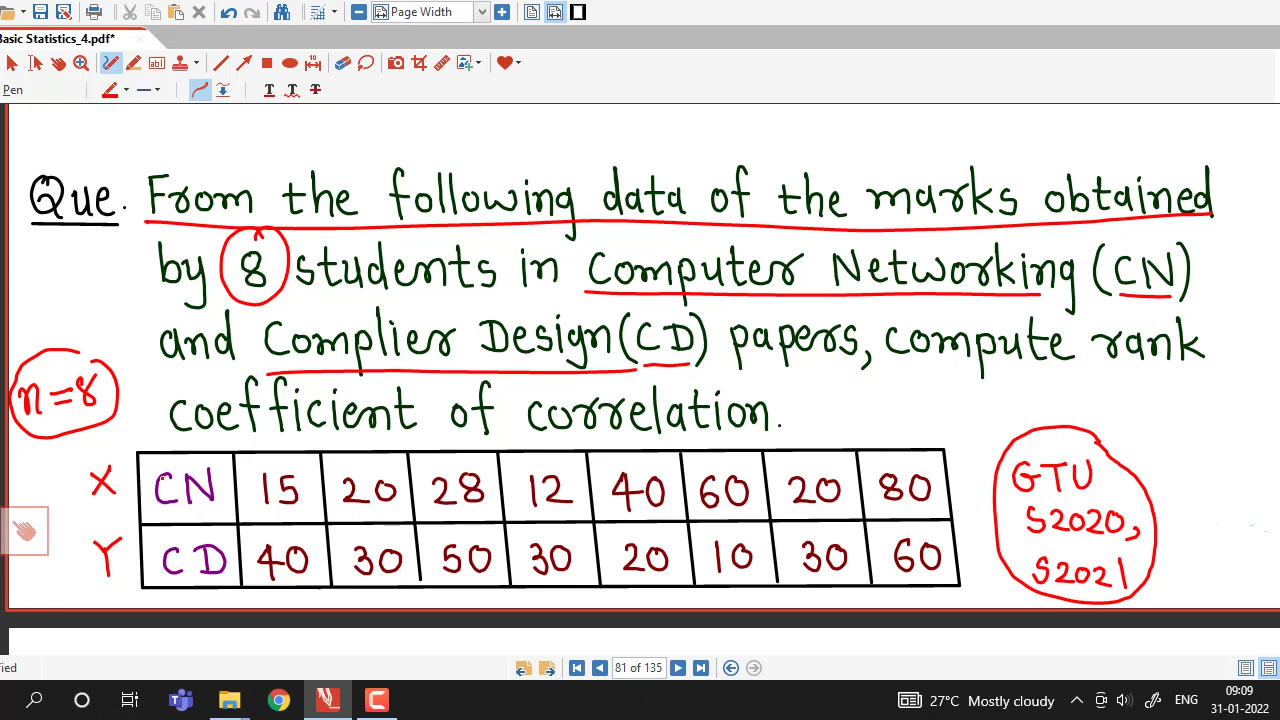 Page Width
Basic Statistics_4.pdf*
10
Pen
Que. From the following data of the marks obtained
by 8 students in Computer Networking (CN)
and Complier Design (CD) papers, compute rank
coefficient of correlation.
n=8
X CN 15 20 28 12 40 60 20 80
Y CD 40 30 50 30 20 10 30 60
GTU
S2020,
S2021
fied
81 of 135
27°C Mostly cloudy
ENG
09:09
31-01-2022